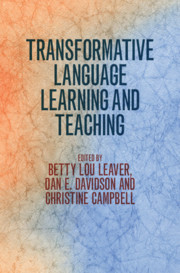 TRANSFORMATIVE
LANGUAGE
LEARNING AND
TEACHING
EDITED BY
BETTY LOU LEAVER,
DAN E. DAVIDSON AND
CHRISTINE CAMPBELL